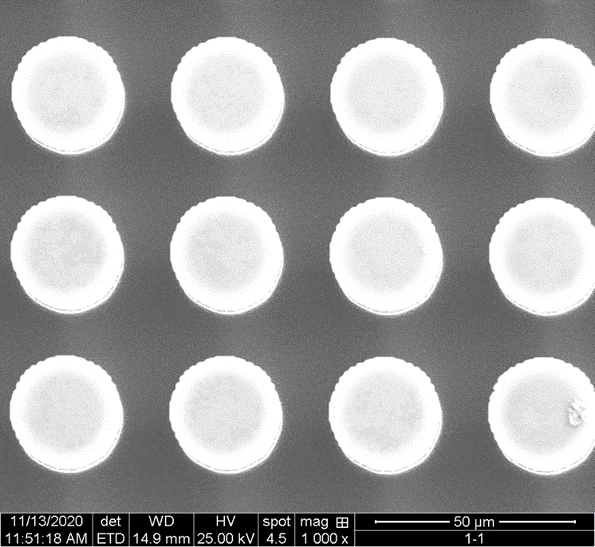 11/13/2020 det WD HV spot mag 50 µm
11:51:18 AM ETD 14.9 mm 25.00 kV 4.5 1 000 x 1-1